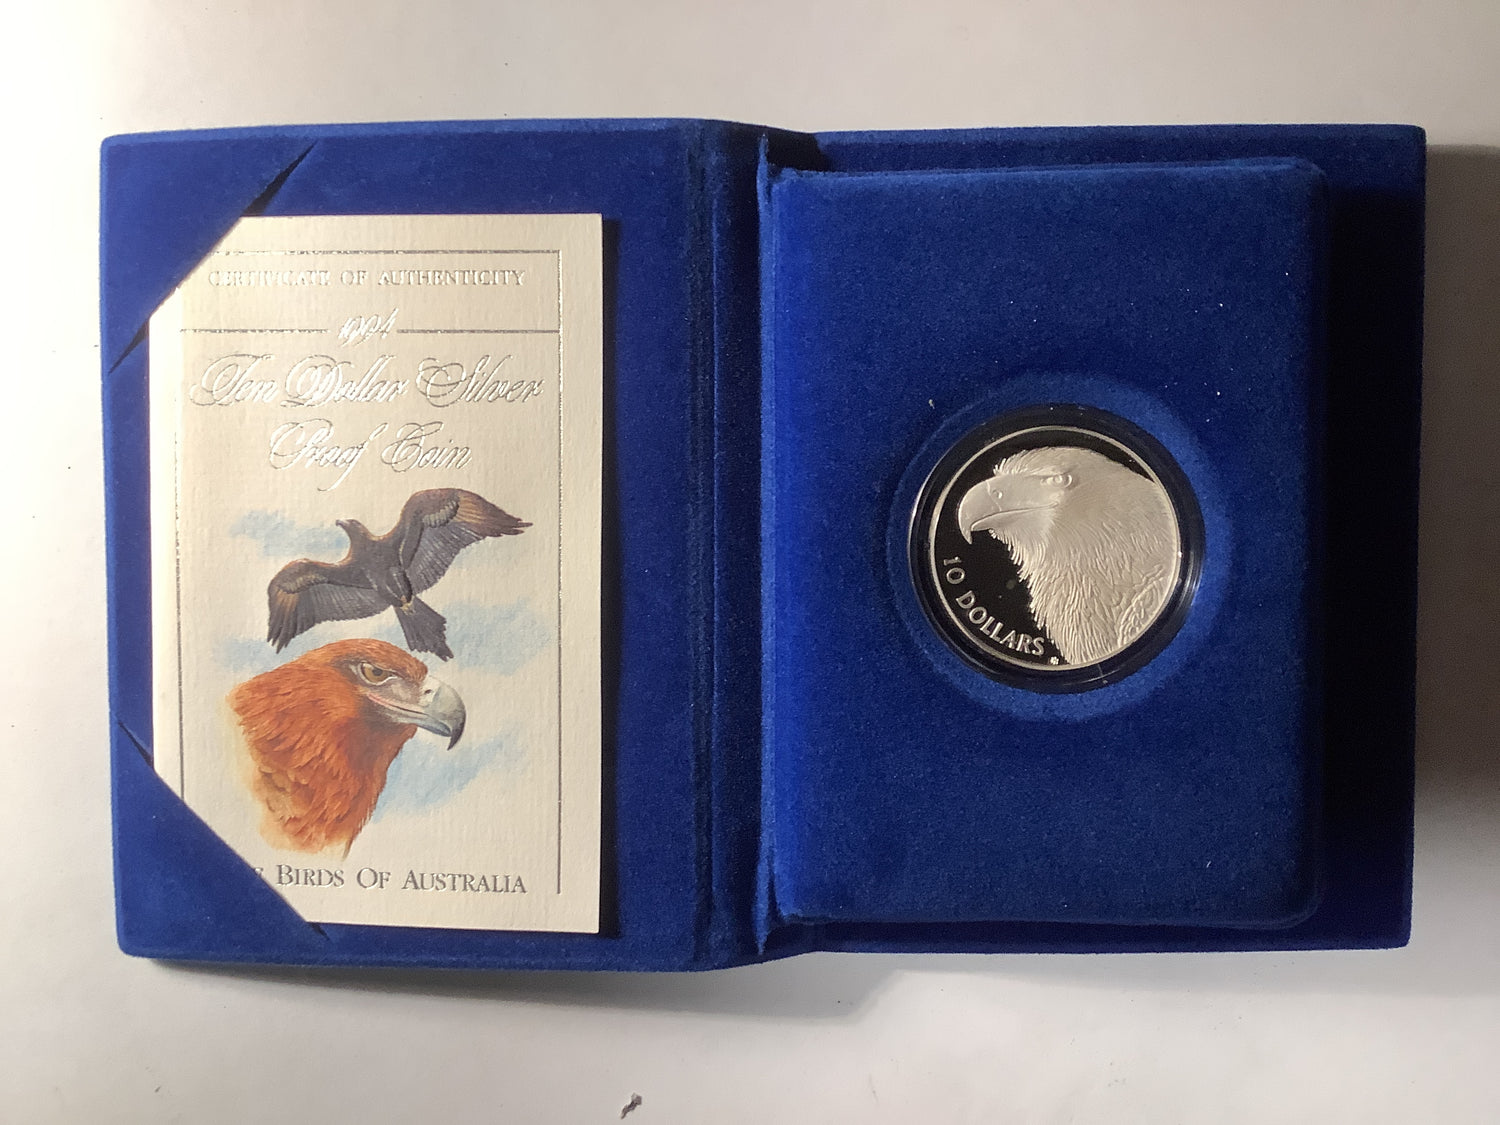 CERTIFICATE OF AUTHENTICITY
1994
Ten Dollar Silver
Proof Coin
BIRDS OF AUSTRALIA
10 DOLLARS